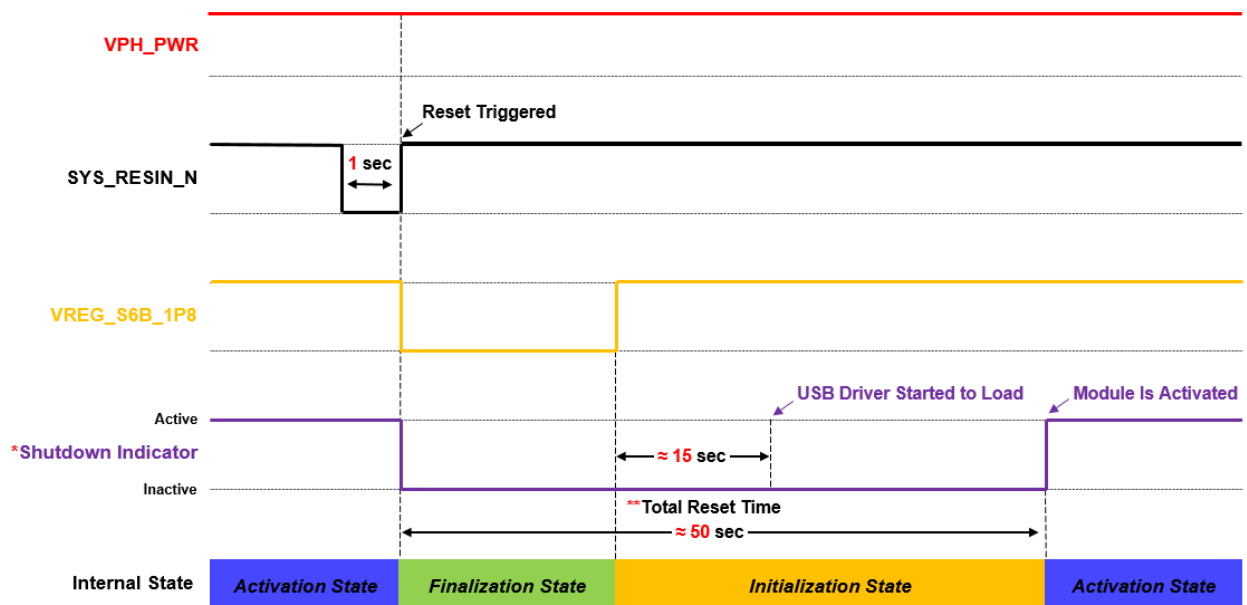 VPH_PWR
Reset Triggered
1 sec
SYS_RESIN_N
VREG_S6B_1P8
USB Driver Started to Load
Module Is Activated
Active
*Shutdown Indicator
≈ 15 sec
Inactive
**Total Reset Time
≈ 50 sec
Internal State
Activation State
Finalization State
Initialization State
Activation State